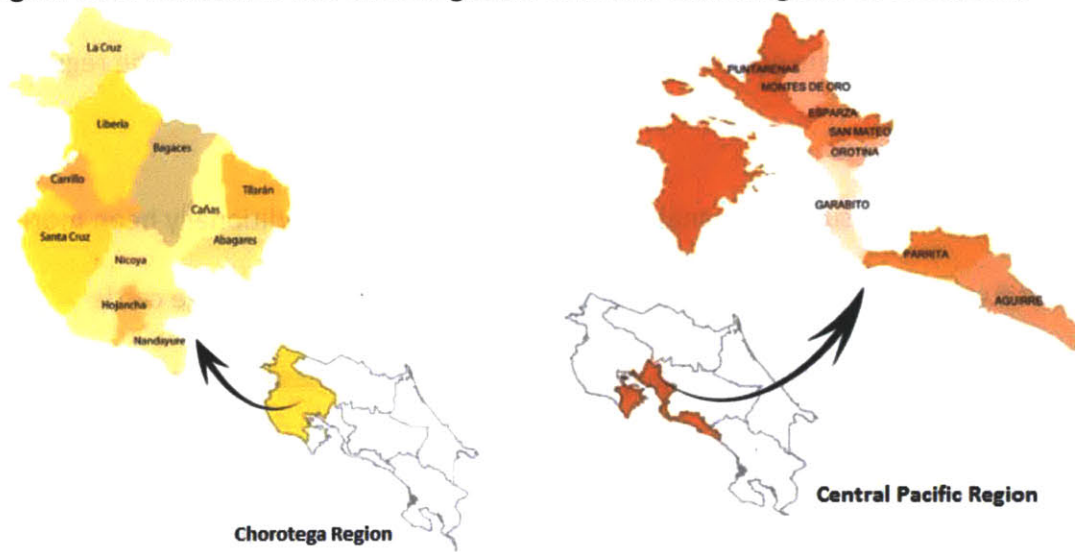 La Cruz
Liberia
Bagaces
Carrillo
Tilarán
Cañas
Santa Cruz
Abagares
Nicoya
Hojancha
Nandayure
Chorotega Region
PUNTARENAS
MONTES DE ORO
ESPARZA
SAN MATEO
OROTINA
GARABITO
PARRITA
AGUIRRE
Central Pacific Region